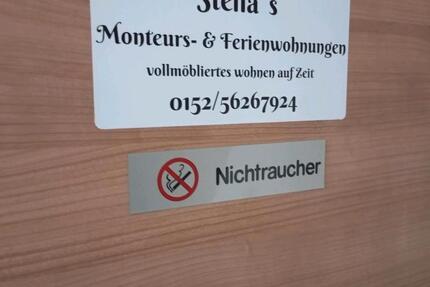 Stella's
Monteurs- & Ferienwohnungen
vollmöbliertes wohnen auf Zeit
0152/56267924
Nichtraucher